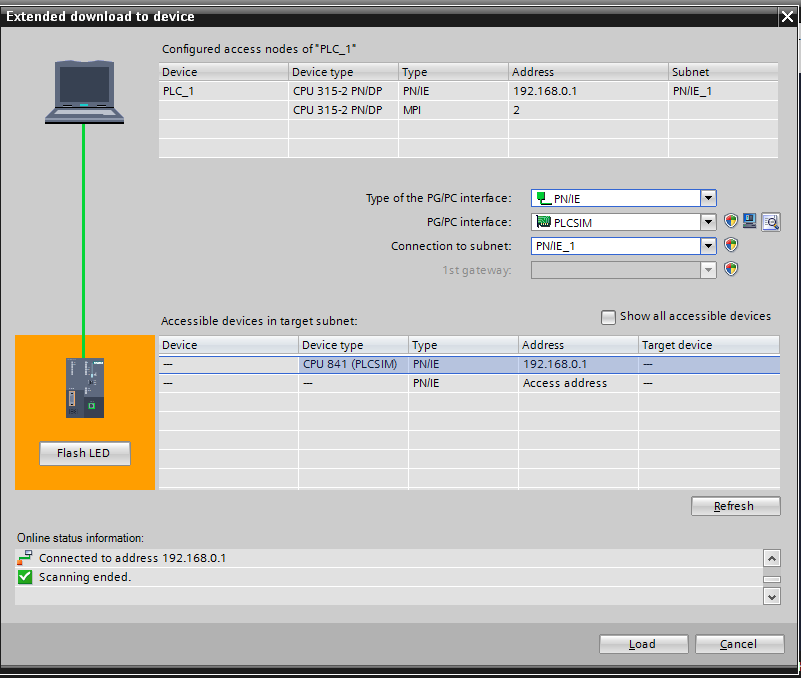 Extended download to device
Configured access nodes of "PLC_1"
Device Device type Type Address Subnet
PLC_1 CPU 315-2 PN/DP PN/IE 192.168.0.1 PN/IE_1
CPU 315-2 PN/DP MPI 2
Type of the PG/PC interface: PN/IE
PG/PC interface: PLCSIM
Connection to subnet: PN/IE_1
1st gateway:
Accessible devices in target subnet: Show all accessible devices
Device Device type Type Address Target device
--- CPU 841 (PLCSIM) PN/IE 192.168.0.1 ---
--- --- PN/IE Access address ---
Flash LED
Refresh
Online status information:
Connected to address 192.168.0.1
Scanning ended.
Load Cancel